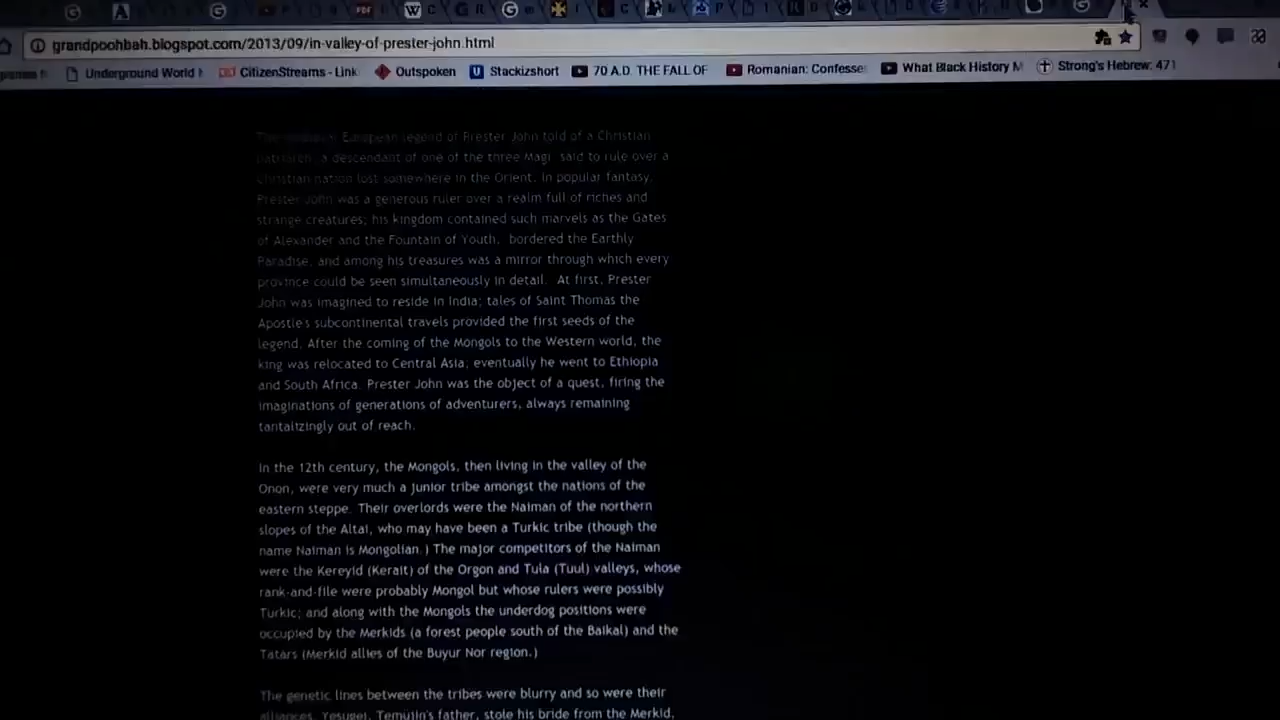 grandpoohbah.blogspot.com/2013/09/in-valley-of-prester-john.html
Underground World
CitizenStreams - Link
Outspoken
Stackizshort
70 A.D. THE FALL OF
Romanian: Confesse
What Black History M
Strong's Hebrew: 471
European legend of Prester John told of a Christian
patriarch, a descendant of one of the three Magi, said to rule over a
Christian nation lost somewhere in the Orient. In popular fantasy,
Prester John was a generous ruler over a realm full of riches and
strange creatures; his kingdom contained such marvels as the Gates
of Alexander and the Fountain of Youth, bordered the Earthly
Paradise, and among his treasures was a mirror through which every
province could be seen simultaneously in detail. At first, Prester
John was imagined to reside in India; tales of Saint Thomas the
Apostle's subcontinental travels provided the first seeds of the
legend. After the coming of the Mongols to the Western world, the
king was relocated to Central Asia; eventually he went to Ethiopia
and South Africa. Prester John was the object of a quest, firing the
imaginations of generations of adventurers, always remaining
tantalizingly out of reach.
In the 12th century, the Mongols, then living in the valley of the
Onon, were very much a junior tribe amongst the nations of the
eastern steppe. Their overlords were the Naiman of the northern
slopes of the Altai, who may have been a Turkic tribe (though the
name Naiman is Mongolian.) The major competitors of the Naiman
were the Kereyid (Kerait) of the Orgon and Tula (Tuul) valleys, whose
rank-and-file were probably Mongol but whose rulers were possibly
Turkic; and along with the Mongols the underdog positions were
occupied by the Merkids (a forest people south of the Baikal) and the
Tatars (Merkid allies of the Buyur Nor region.)
The genetic lines between the tribes were blurry and so were their
alliances. Yesugei, Temüjin's father, stole his bride from the Merkid,